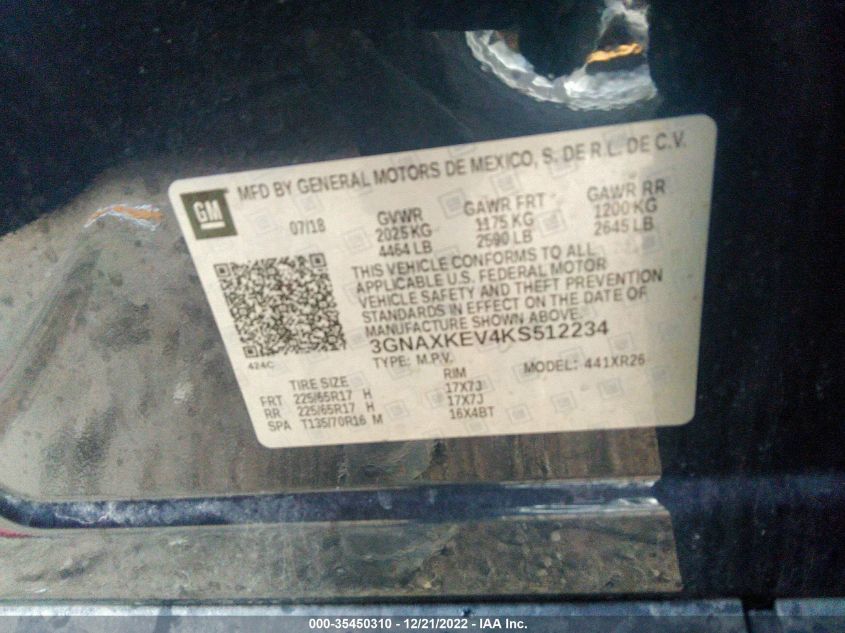 MFD BY GENERAL MOTORS DE MEXICO, S. DE R.L. DE C.V.
GM
07/18 GVWR GAWR FRT GAWR RR
2025 KG 1175 KG 1200 KG
4464 LB 2590 LB 2645 LB
THIS VEHICLE CONFORMS TO ALL
APPLICABLE U.S. FEDERAL MOTOR
VEHICLE SAFETY AND THEFT PREVENTION
STANDARDS IN EFFECT ON THE DATE OF
MANUFACTURE SHOWN ABOVE.
3GNAXKEV4KS512234
424C
TYPE: M.P.V. MODEL: 441XR26
TIRE SIZE RIM
FRT 225/65R17 H 17X7J
RR 225/65R17 H 17X7J
SPA T135/70R16 M 16X4BT
000-35450310 - 12/21/2022 - IAA Inc.